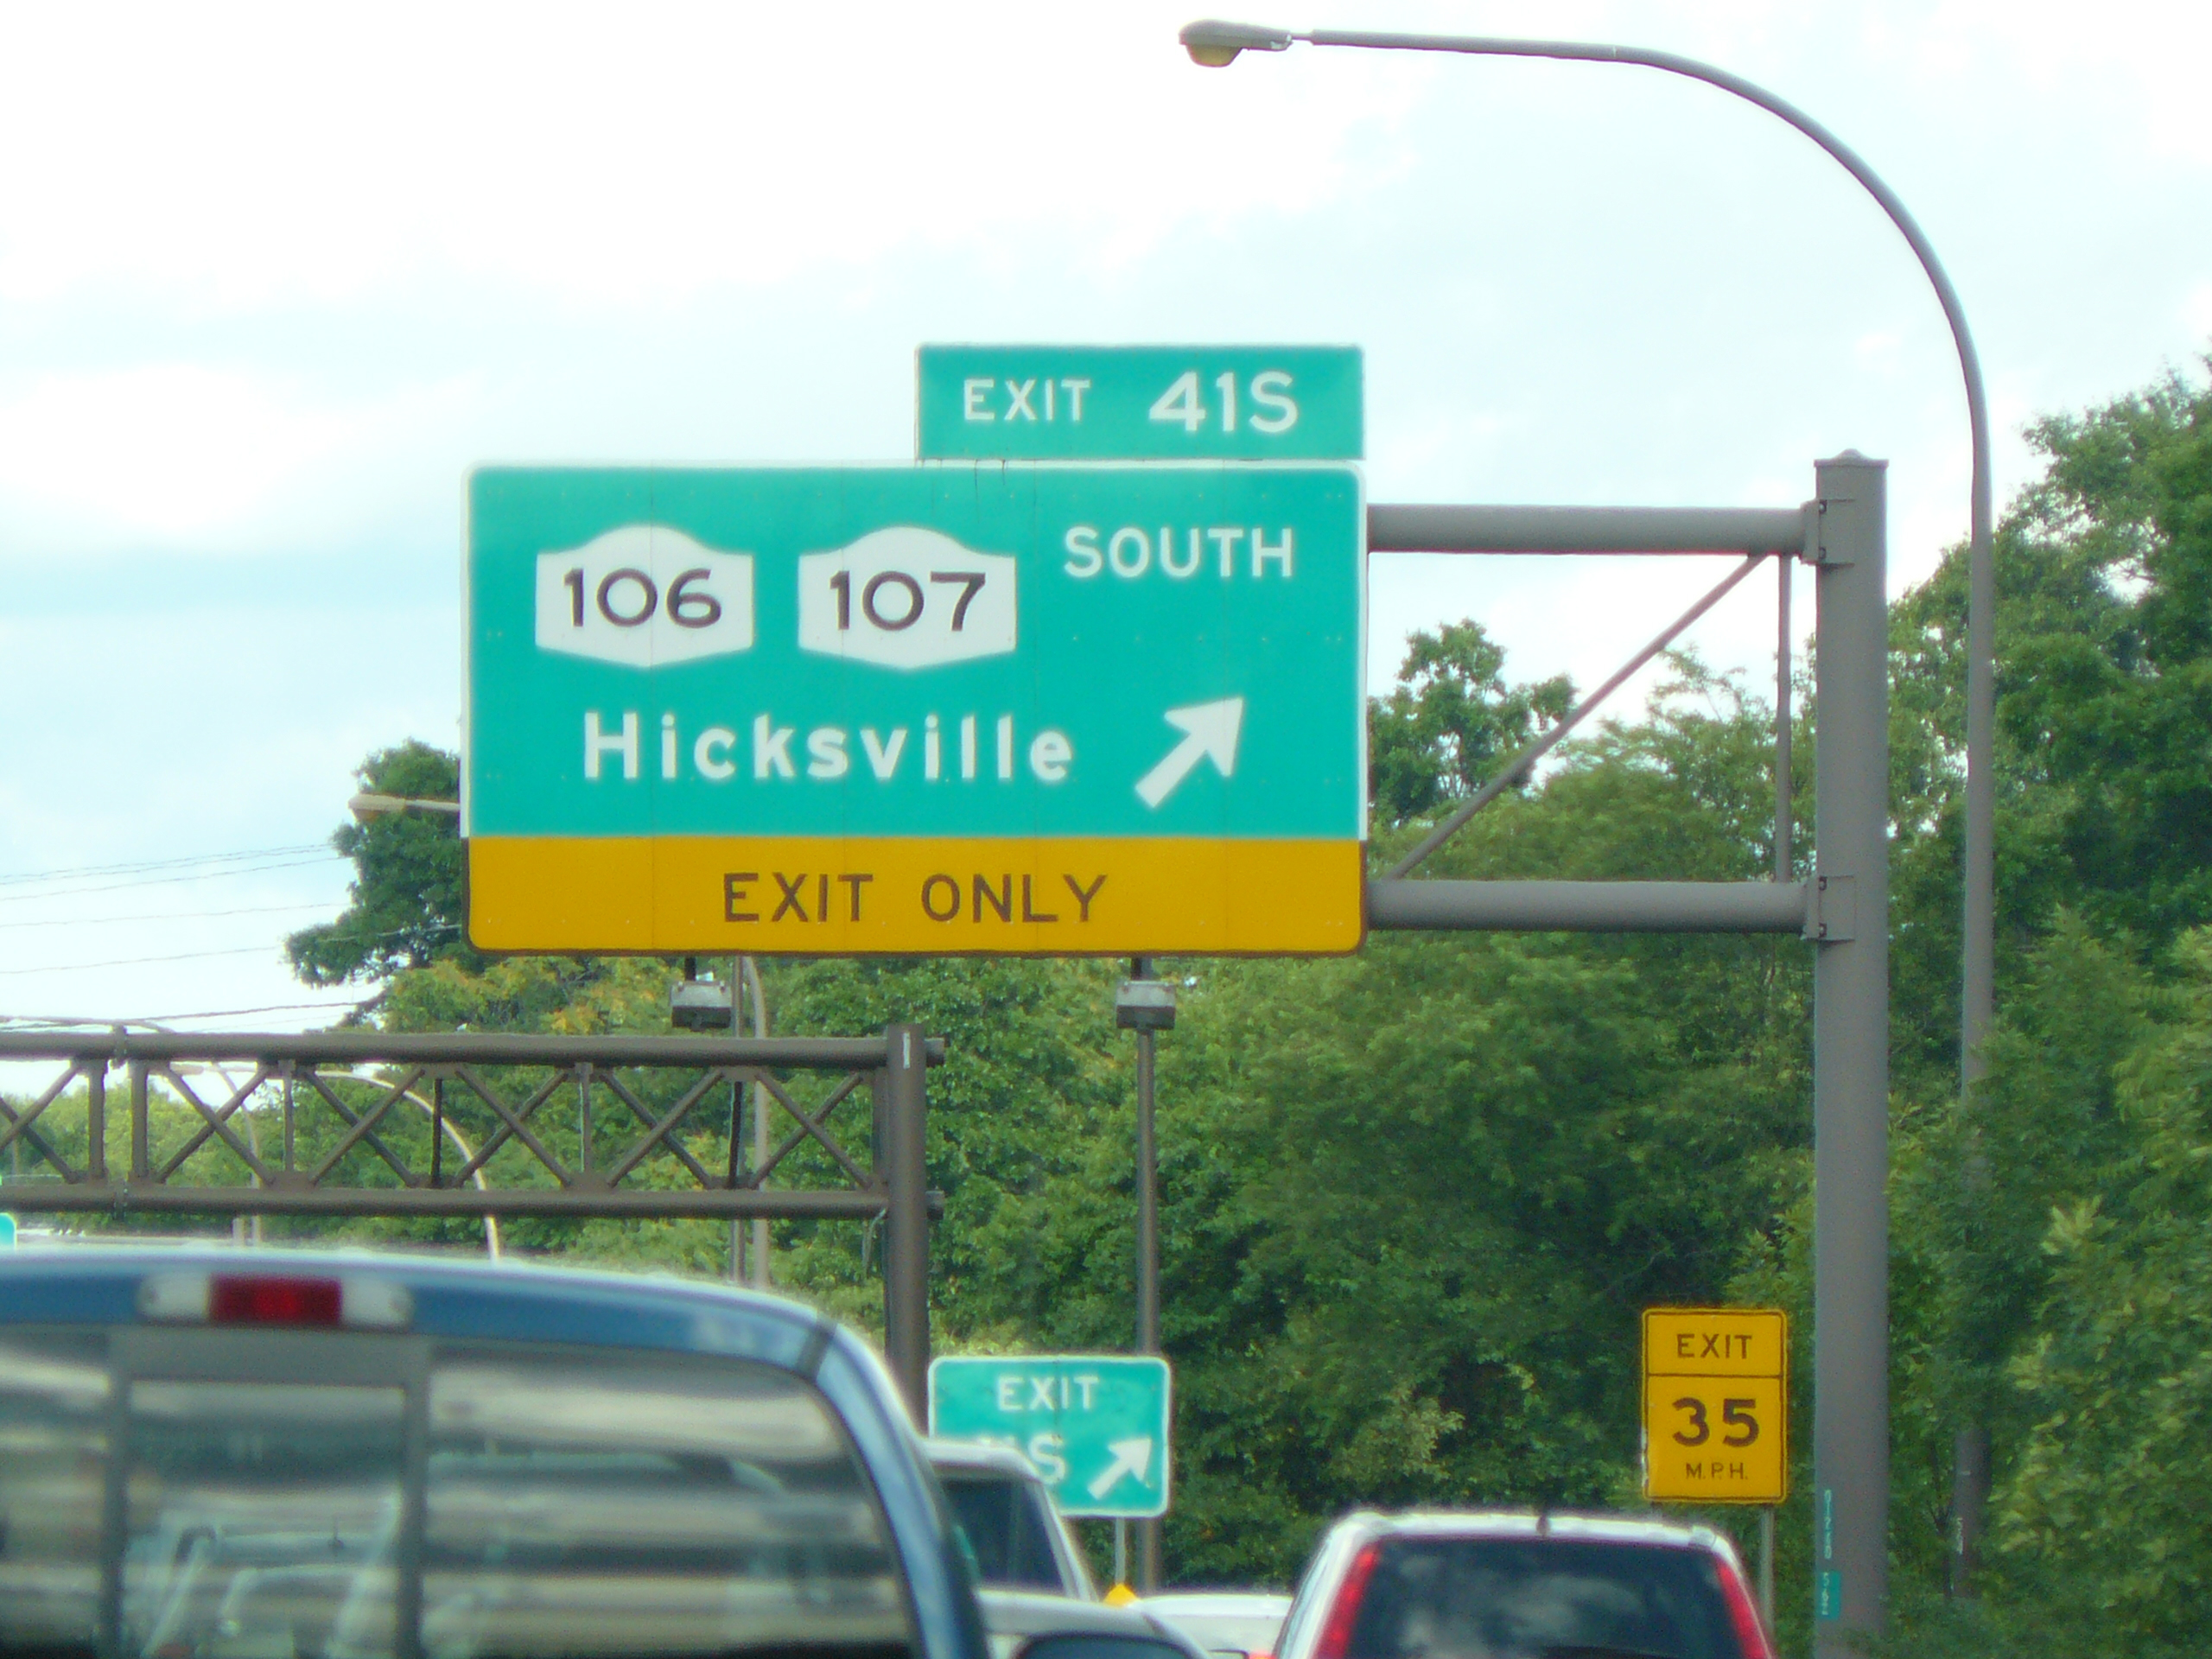 EXIT 41S
106 107 SOUTH
Hicksville
EXIT ONLY
EXIT
EXIT
35
M.P.H.